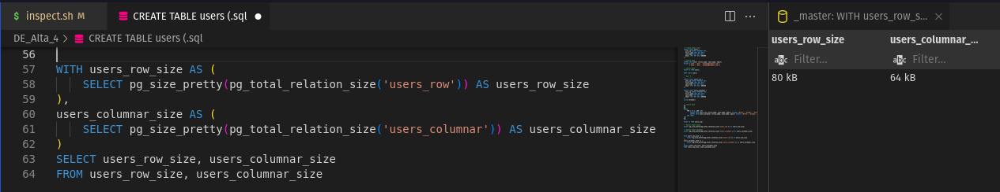 $ inspect.sh M
CREATE TABLE users (.sql
_master: WITH users_row_s...
DE_Alta_4 > CREATE TABLE users (.sql
56
57 WITH users_row_size AS (
58 SELECT pg_size_pretty(pg_total_relation_size('users_row')) AS users_row_size
59 ),
60 users_columnar_size AS (
61 SELECT pg_size_pretty(pg_total_relation_size('users_columnar')) AS users_columnar_size
62 )
63 SELECT users_row_size, users_columnar_size
64 FROM users_row_size, users_columnar_size
users_row_size users_columnar_...
abc Filter... abc Filter...
80 kB 64 kB